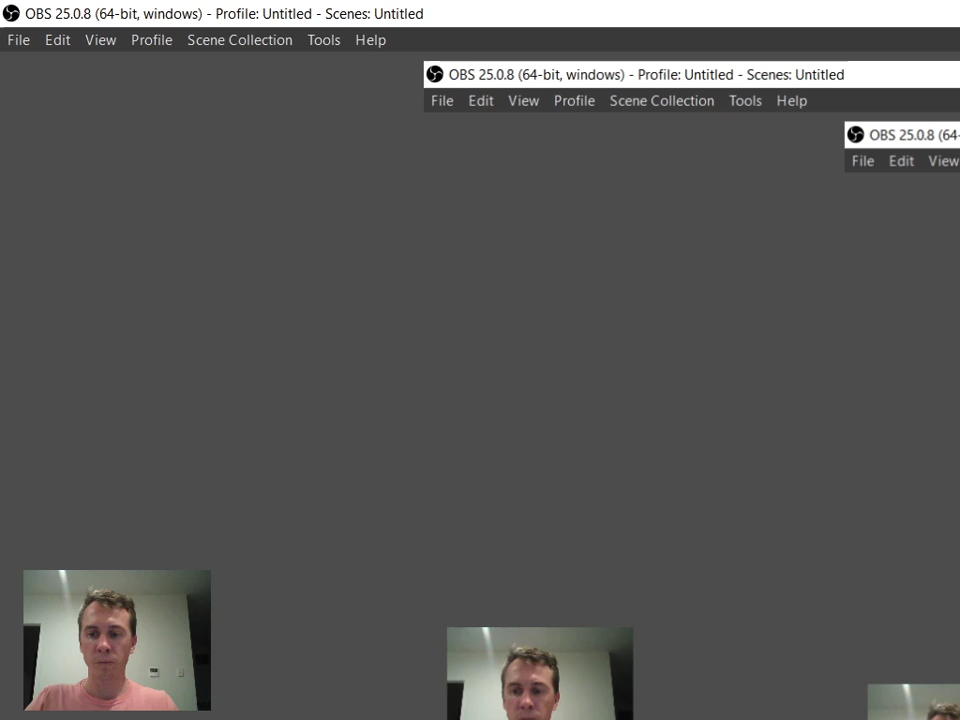 OBS 25.0.8 (64-bit, windows) - Profile: Untitled - Scenes: Untitled
File Edit View Profile Scene Collection Tools Help
OBS 25.0.8 (64-bit, windows) - Profile: Untitled - Scenes: Untitled
File Edit View Profile Scene Collection Tools Help
OBS 25.0.8 (64-
File Edit View